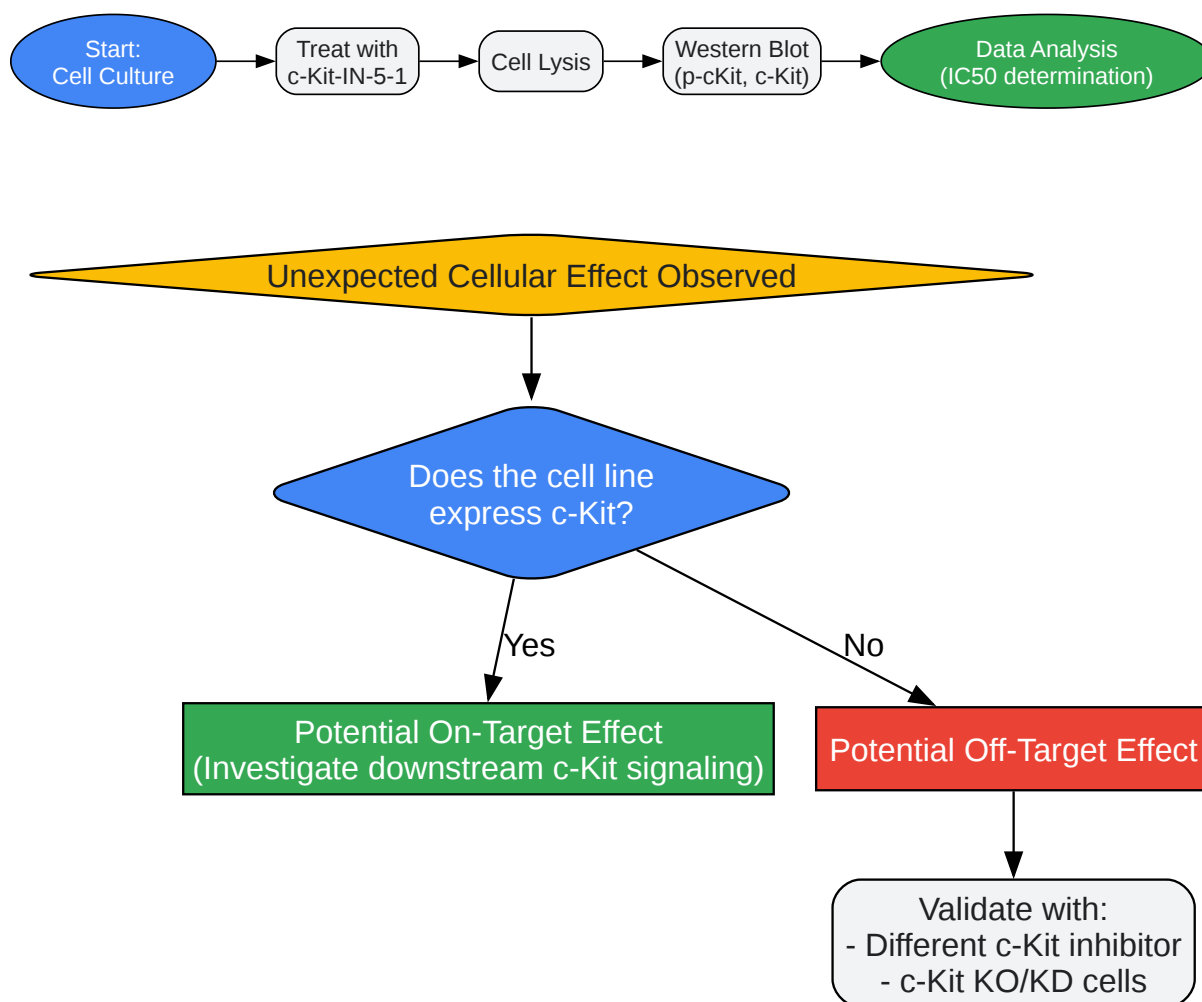 Start:
Cell Culture
Treat with
c-Kit-IN-5-1
Cell Lysis
Western Blot
(p-cKit, c-Kit)
Data Analysis
(IC50 determination)
Unexpected Cellular Effect Observed
Does the cell line
express c-Kit?
Yes
No
Potential On-Target Effect
(Investigate downstream c-Kit signaling)
Potential Off-Target Effect
Validate with:
- Different c-Kit inhibitor
- c-Kit KO/KD cells